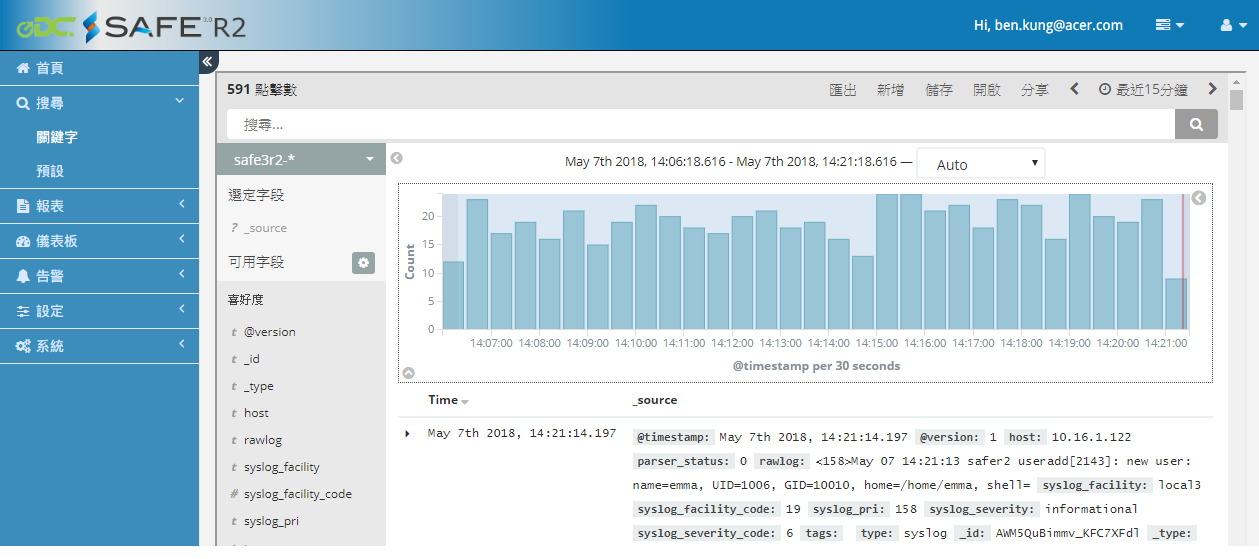 eDC. SAFE 3.0 R2
Hi, ben.kung@acer.com
首頁
搜尋
關鍵字
預設
報表
儀表板
告警
設定
系統
591 點擊數
匯出 新增 儲存 開啟 分享 最近15分鐘
搜尋...
safe3r2-*
選定字段
? _source
可用字段
喜好度
t @version
t _id
t _type
t host
t rawlog
t syslog_facility
# syslog_facility_code
t syslog_pri
May 7th 2018, 14:06:18.616 - May 7th 2018, 14:21:18.616 — Auto
Count
20
15
10
5
0
14:07:00 14:08:00 14:09:00 14:10:00 14:11:00 14:12:00 14:13:00 14:14:00 14:15:00 14:16:00 14:17:00 14:18:00 14:19:00 14:20:00 14:21:00
@timestamp per 30 seconds
Time _source
May 7th 2018, 14:21:14.197
@timestamp: May 7th 2018, 14:21:14.197 @version: 1 host: 10.16.1.122
parser_status: 0 rawlog: <158>May 07 14:21:13 safer2 useradd[2143]: new user:
name=emma, UID=1006, GID=10010, home=/home/emma, shell= syslog_facility: local3
syslog_facility_code: 19 syslog_pri: 158 syslog_severity: informational
syslog_severity_code: 6 tags: type: syslog _id: AWM5QuBimmv_KFC7XFdl _type: